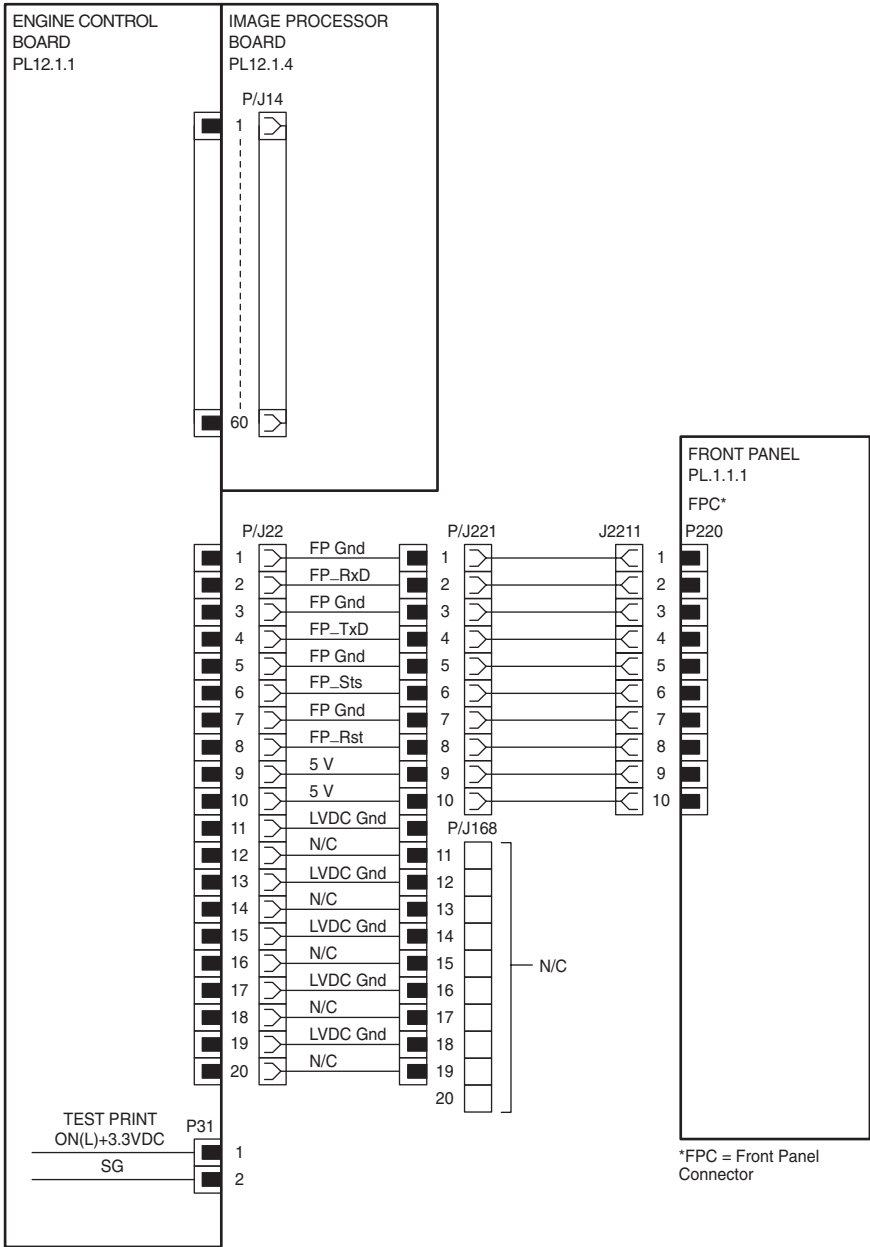 ENGINE CONTROL
BOARD
PL12.1.1
IMAGE PROCESSOR
BOARD
PL12.1.4
P/J14
1
60
FRONT PANEL
PL.1.1.1
FPC*
P/J22 P/J221 J2211 P220
1 FP Gnd 1 1
2 FP_RxD 2 2
3 FP Gnd 3 3
4 FP_TxD 4 4
5 FP Gnd 5 5
6 FP_Sts 6 6
7 FP Gnd 7 7
8 FP_Rst 8 8
9 5 V 9 9
10 5 V 10 10
11 LVDC Gnd P/J168
12 N/C 11
13 LVDC Gnd 12
14 N/C 13
15 LVDC Gnd 14
16 N/C 15 N/C
17 LVDC Gnd 16
18 N/C 17
19 LVDC Gnd 18
20 N/C 19
20
TEST PRINT
ON(L)+3.3VDC P31
1
SG 2
*FPC = Front Panel
Connector